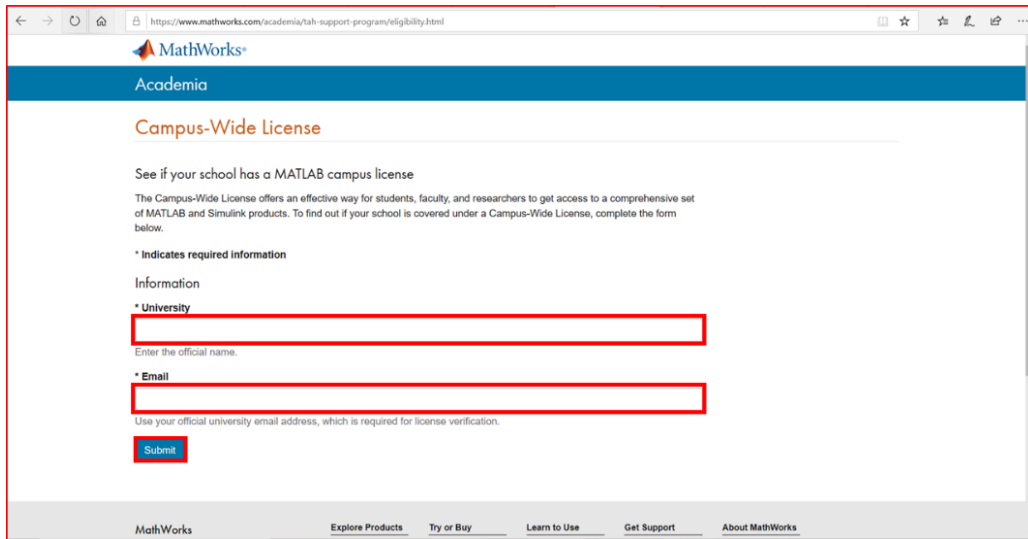 https://www.mathworks.com/academia/tah-support-program/eligibility.html
MathWorks®
Academia
Campus-Wide License
See if your school has a MATLAB campus license
The Campus-Wide License offers an effective way for students, faculty, and researchers to get access to a comprehensive set
of MATLAB and Simulink products. To find out if your school is covered under a Campus-Wide License, complete the form
below.
* Indicates required information
Information
* University
Enter the official name.
* Email
Use your official university email address, which is required for license verification.
Submit
MathWorks Explore Products Try or Buy Learn to Use Get Support About MathWorks